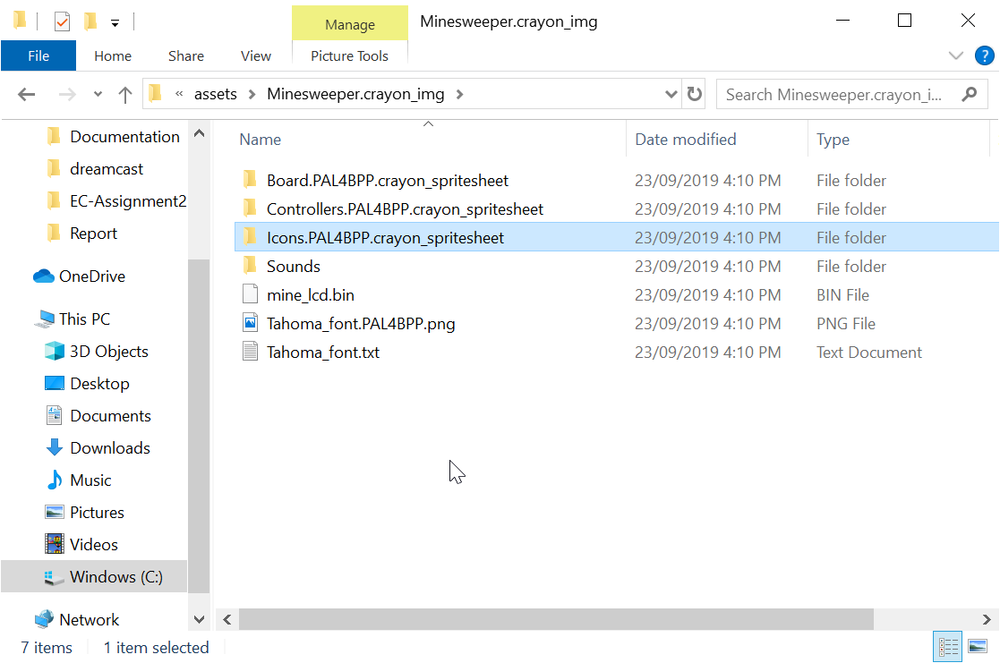 Manage
Minesweeper.crayon_img
File
Home
Share
View
Picture Tools
?
« assets > Minesweeper.crayon_img >
Search Minesweeper.crayon_i...
Documentation
dreamcast
EC-Assignment2
Report
OneDrive
This PC
3D Objects
Desktop
Documents
Downloads
Music
Pictures
Videos
Windows (C:)
Network
Name Date modified Type
Board.PAL4BPP.crayon_spritesheet 23/09/2019 4:10 PM File folder
Controllers.PAL4BPP.crayon_spritesheet 23/09/2019 4:10 PM File folder
Icons.PAL4BPP.crayon_spritesheet 23/09/2019 4:10 PM File folder
Sounds 23/09/2019 4:10 PM File folder
mine_lcd.bin 23/09/2019 4:10 PM BIN File
Tahoma_font.PAL4BPP.png 23/09/2019 4:10 PM PNG File
Tahoma_font.txt 23/09/2019 4:10 PM Text Document
7 items
1 item selected